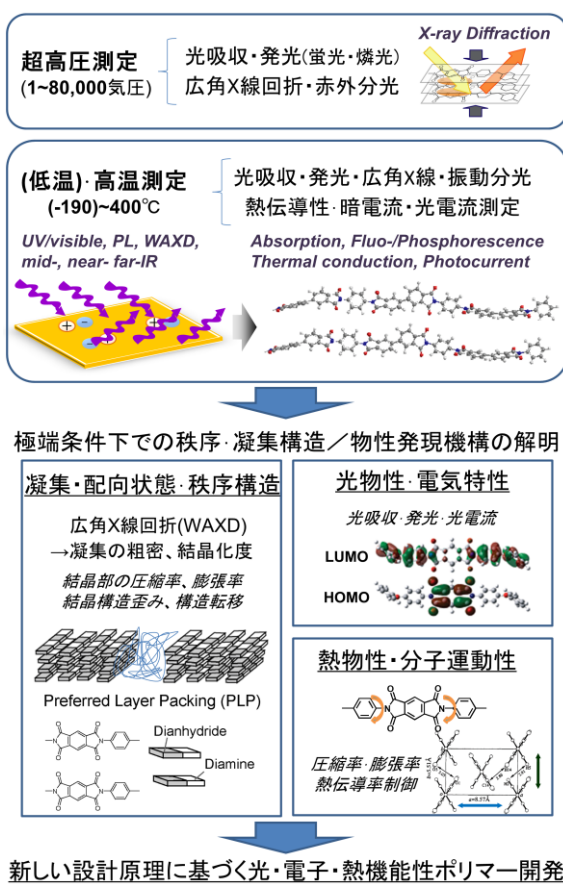 X-ray Diffraction
超高圧測定
(1~80,000気圧)
光吸収・発光(蛍光・燐光)
広角X線回折・赤外分光
(低温)・高温測定
(-190)~400℃
光吸収・発光・広角X線・振動分光
熱伝導性・暗電流・光電流測定
UV/visible, PL, WAXD,
mid-, near- far-IR
Absorption, Fluo-/Phosphorescence
Thermal conduction, Photocurrent
極端条件下での秩序・凝集構造／物性発現機構の解明
凝集・配向状態・秩序構造
広角X線回折(WAXD)
→凝集の粗密、結晶化度
結晶部の圧縮率、膨張率
結晶構造歪み、構造転移
Preferred Layer Packing (PLP)
Dianhydride
Diamine
光物性・電気特性
光吸収・発光・光電流
LUMO
HOMO
熱物性・分子運動性
圧縮率・膨張率
熱伝導率制御
a=8.57Å
新しい設計原理に基づく光・電子・熱機能性ポリマー開発